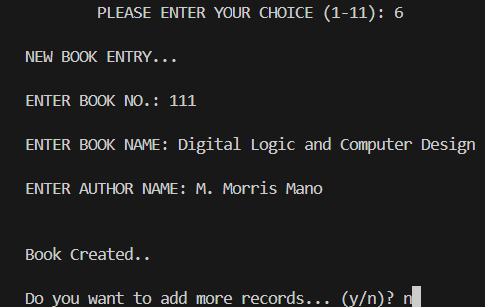 PLEASE ENTER YOUR CHOICE (1-11): 6
NEW BOOK ENTRY...
ENTER BOOK NO.: 111
ENTER BOOK NAME: Digital Logic and Computer Design
ENTER AUTHOR NAME: M. Morris Mano
Book Created..
Do you want to add more records... (y/n)? n